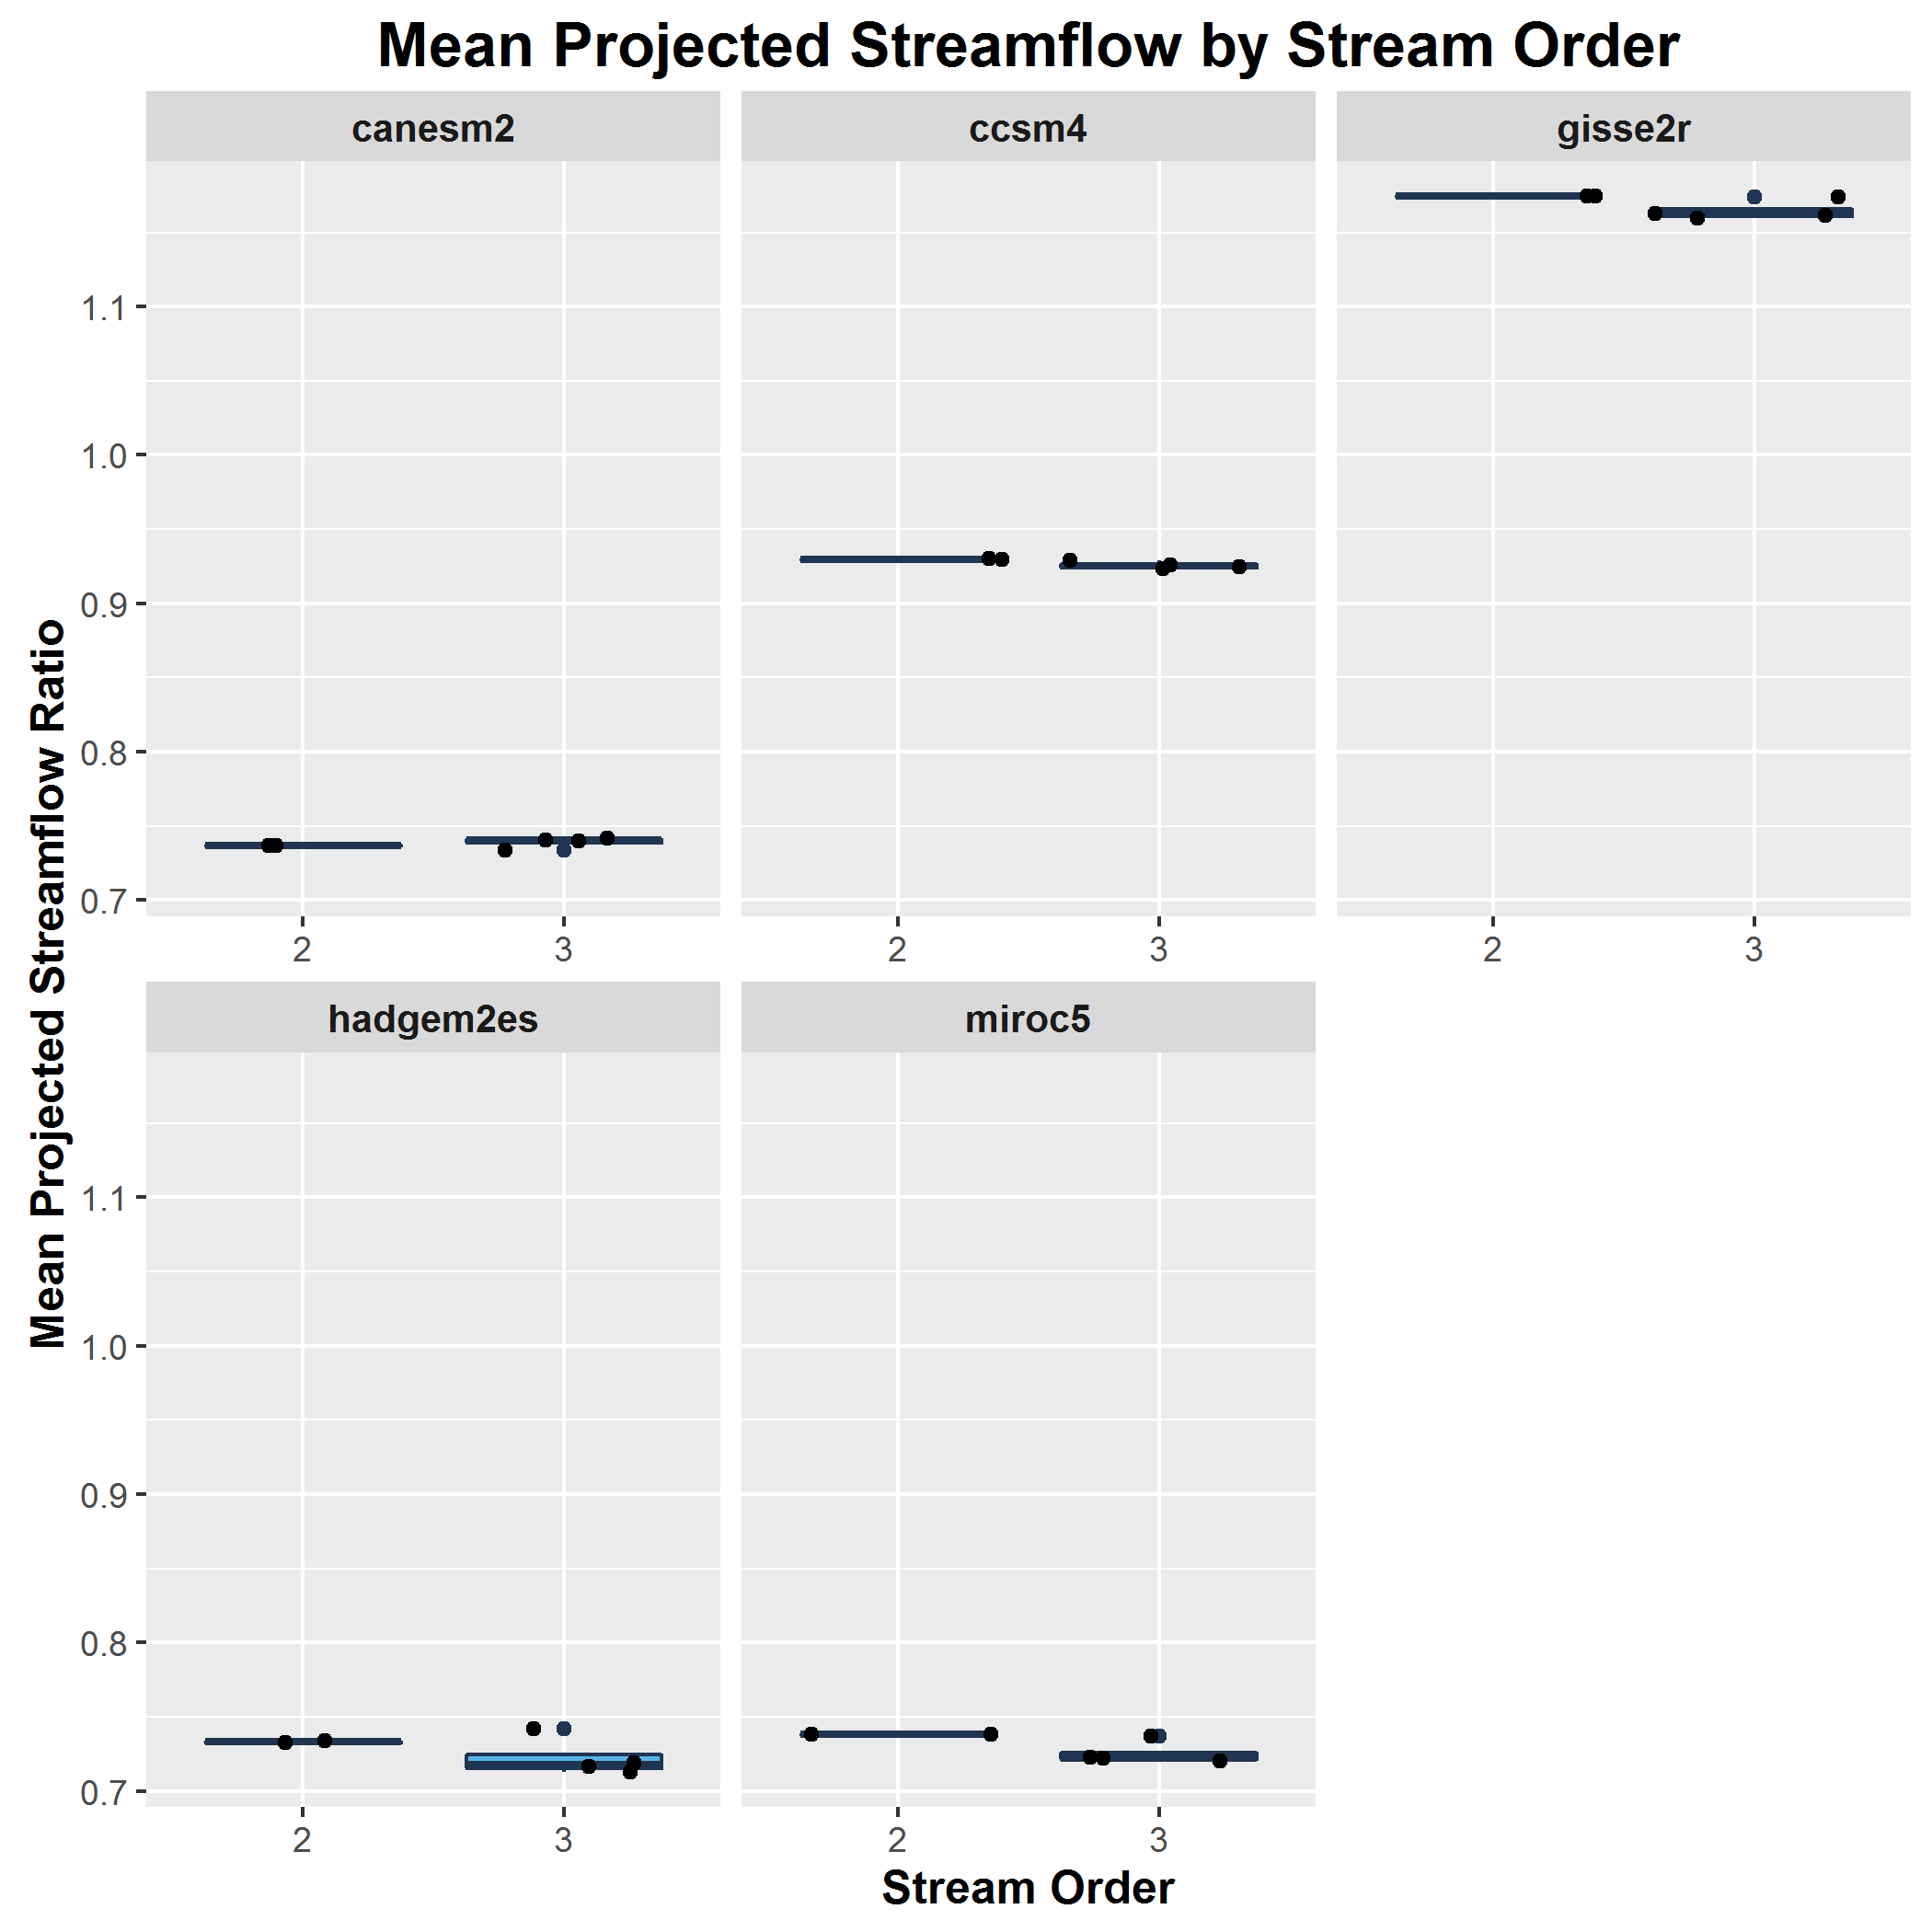 Mean Projected Streamflow by Stream Order
canesm2
ccsm4
gisse2r
Mean Projected Streamflow Ratio
1.1
1.0
0.9
0.8
0.7
2
3
2
3
2
3
hadgem2es
miroc5
1.1
1.0
0.9
0.8
0.7
2
3
2
3
Stream Order